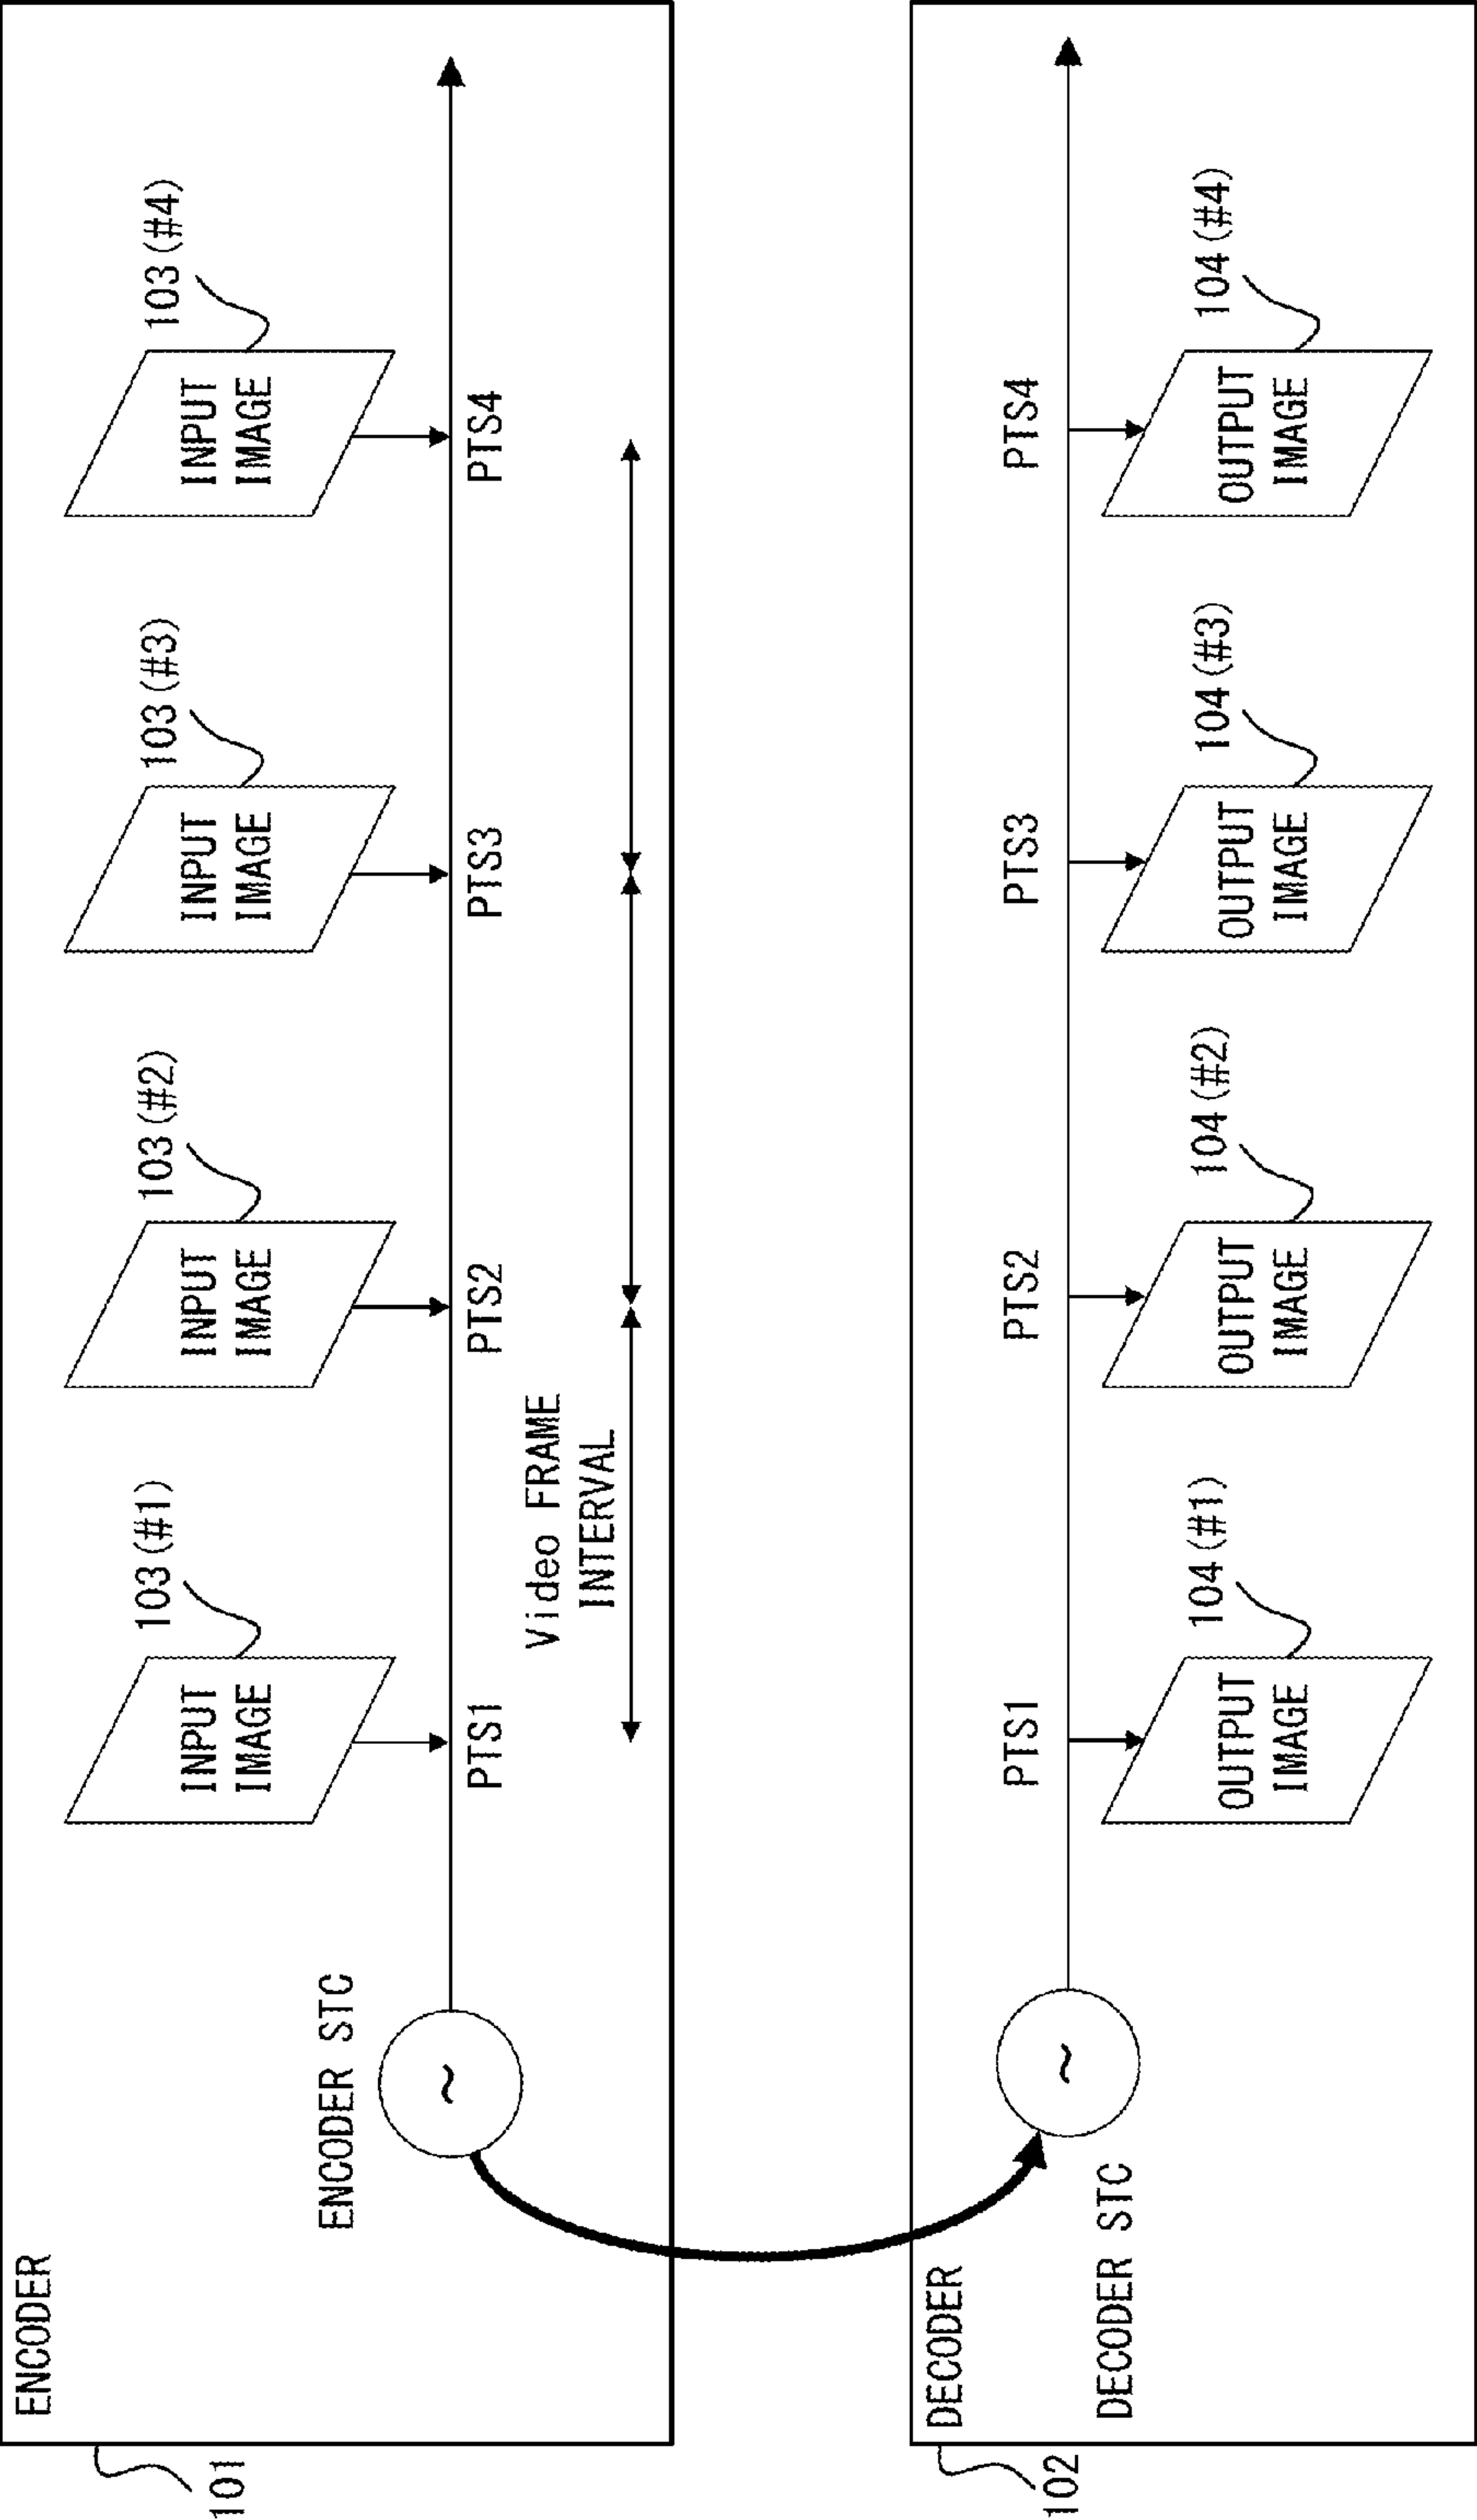 ENCODER
101
103(#1)
103(#2)
103(#3)
103(#4)
INPUT
IMAGE
INPUT
IMAGE
INPUT
IMAGE
INPUT
IMAGE
ENCODER STC
~
PTS1
PTS2
PTS3
PTS4
Video FRAME
INTERVAL
DECODER
102
PTS1
PTS2
PTS3
PTS4
~
DECODER STC
OUTPUT
IMAGE
OUTPUT
IMAGE
OUTPUT
IMAGE
OUTPUT
IMAGE
104(#1)
104(#2)
104(#3)
104(#4)